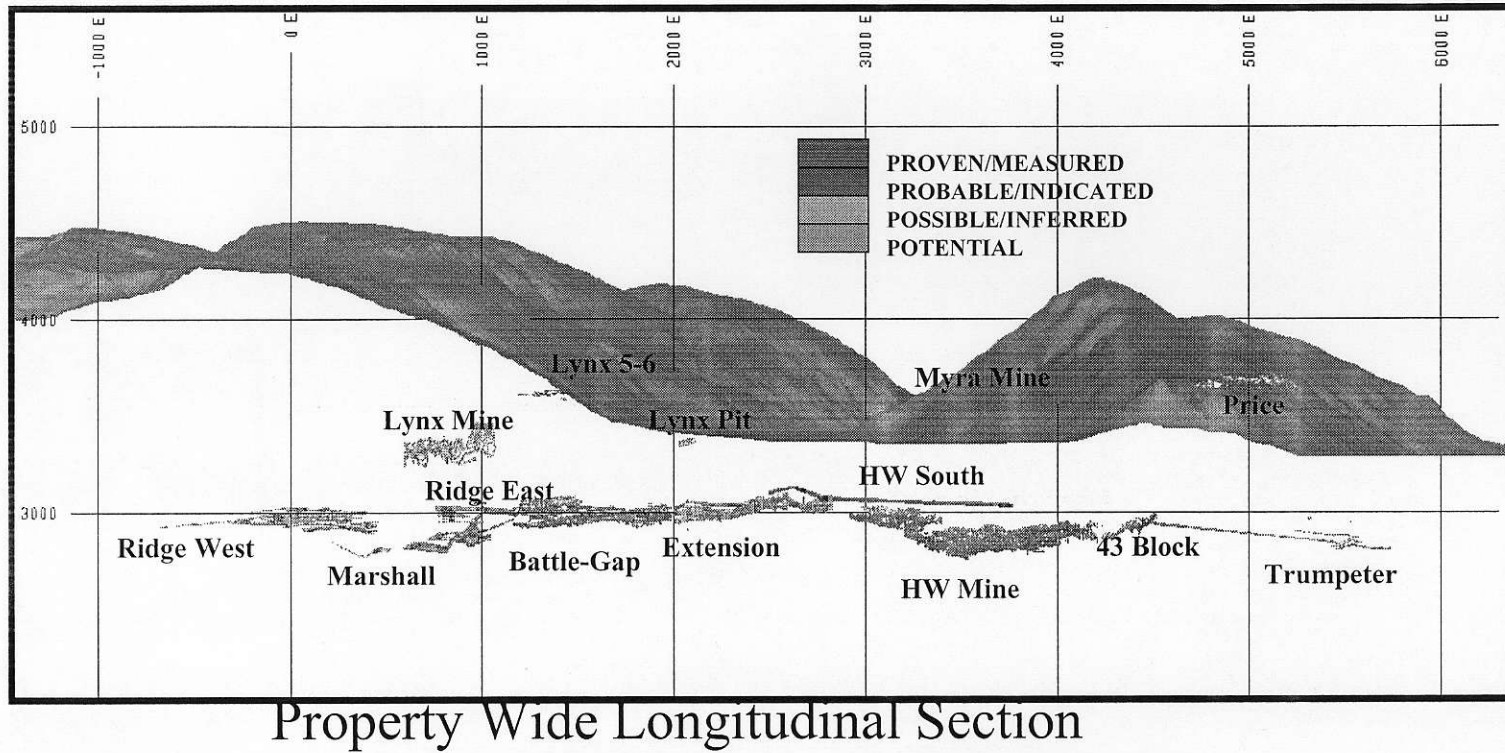 -1000 E
0 E
1000 E
2000 E
3000 E
4000 E
5000 E
6000 E
5000
PROVEN/MEASURED
PROBABLE/INDICATED
POSSIBLE/INFERRED
POTENTIAL
4000
Lynx 5-6
Myra Mine
Price
Lynx Mine
Lynx Pit
HW South
Ridge East
3000
Ridge West
Marshall
Battle-Gap
Extension
43 Block
HW Mine
Trumpeter
Property Wide Longitudinal Section